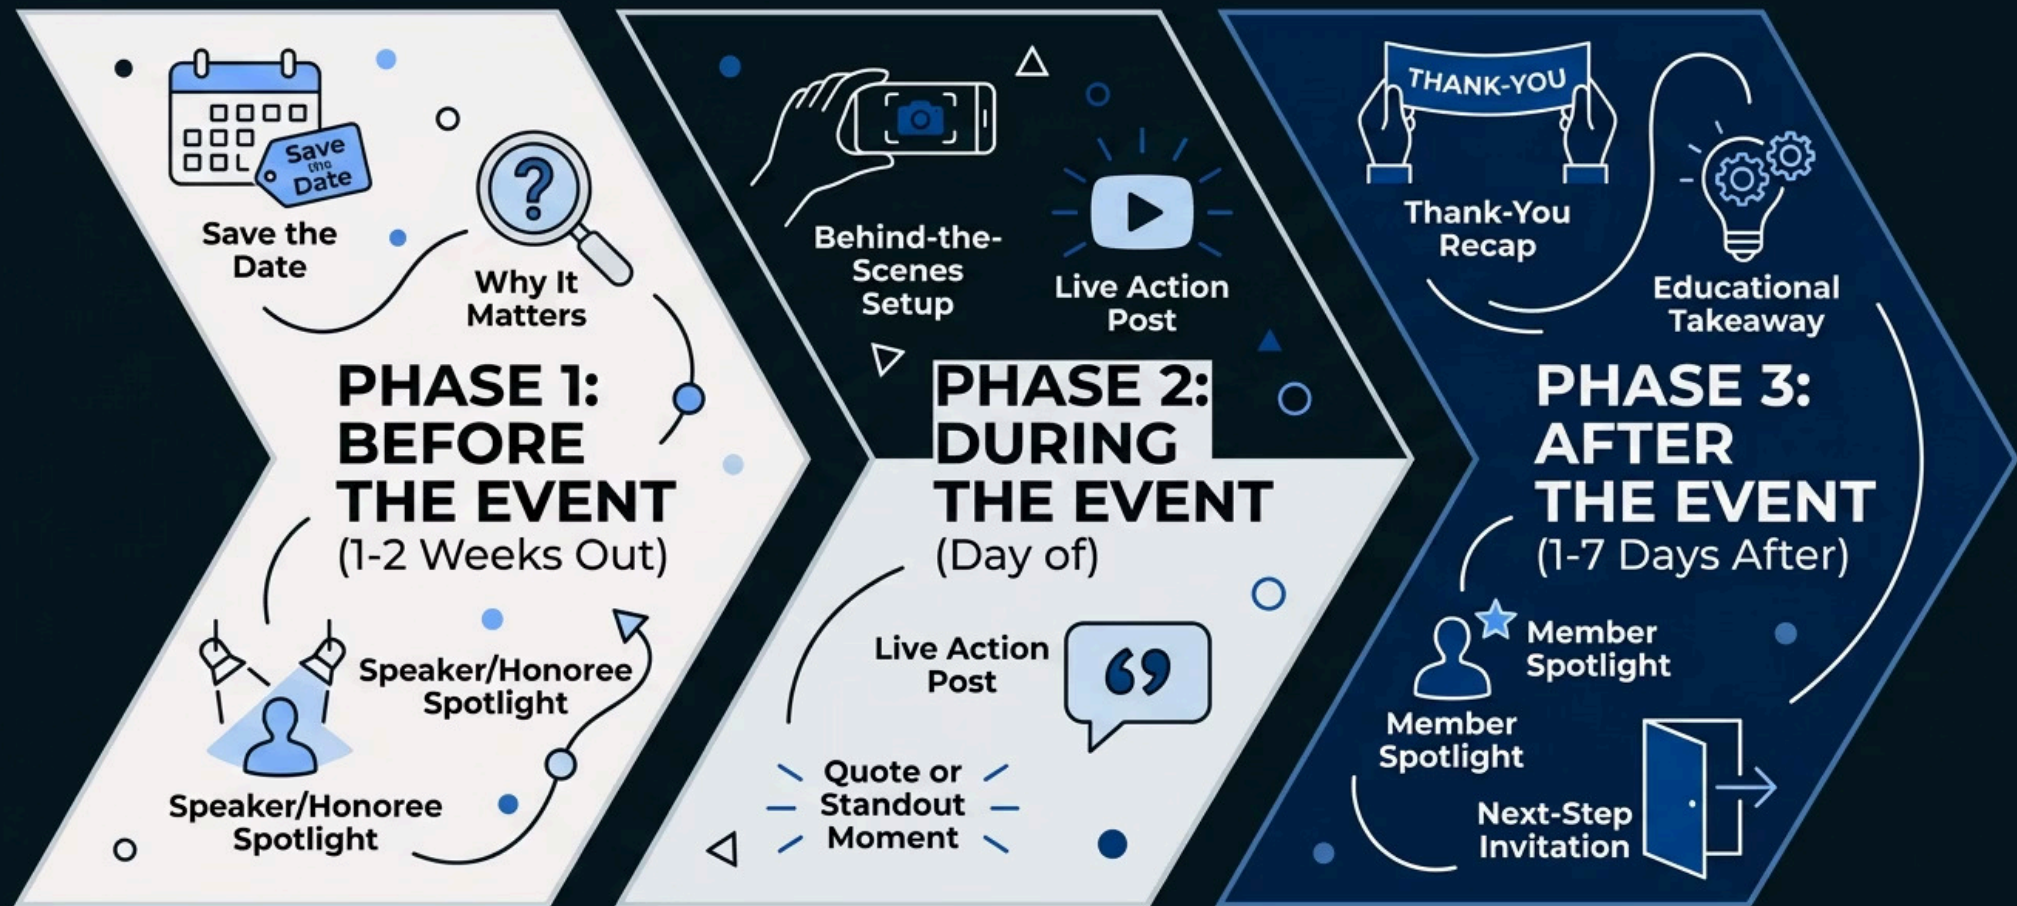 Save
the
Date
Save the
Date
Why It
Matters
PHASE 1:
BEFORE
THE EVENT
(1-2 Weeks Out)
Speaker/Honoree
Spotlight
Speaker/Honoree
Spotlight
Behind-the-
Scenes
Setup
Live Action
Post
PHASE 2:
DURING
THE EVENT
(Day of)
Live Action
Post
Quote or
Standout
Moment
THANK-YOU
Thank-You
Recap
Educational
Takeaway
PHASE 3:
AFTER
THE EVENT
(1-7 Days After)
Member
Spotlight
Member
Spotlight
Next-Step
Invitation